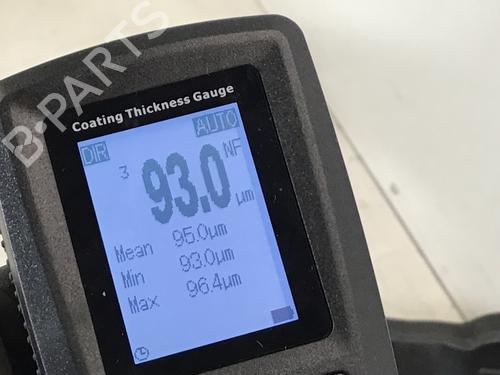 B-PARTS
Coating Thickness Gauge
DIR AUTO
3 93.0 NF µm
Mean 95.0µm
Min 93.0µm
Max 96.4µm